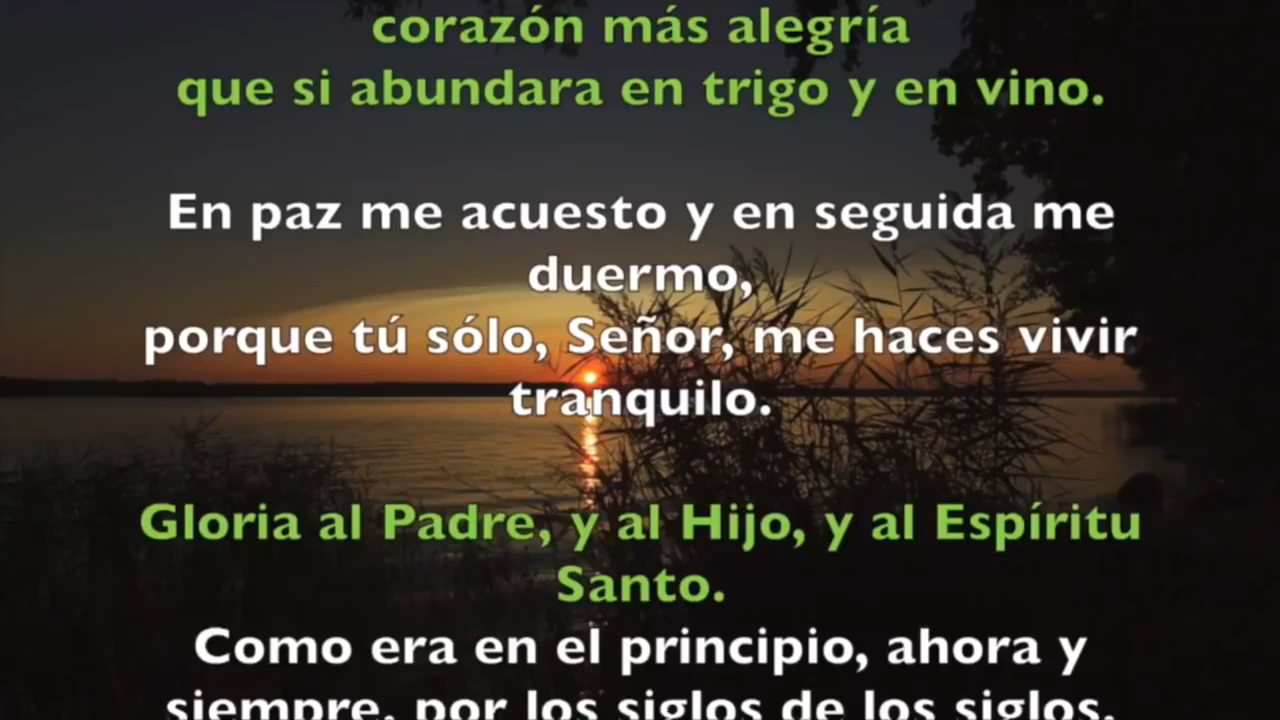 corazón más alegría
que si abundara en trigo y en vino.
En paz me acuesto y en seguida me
duermo,
porque tú sólo, Señor, me haces vivir
tranquilo.
Gloria al Padre, y al Hijo, y al Espíritu
Santo.
Como era en el principio, ahora y
siempre, por los siglos de los siglos.